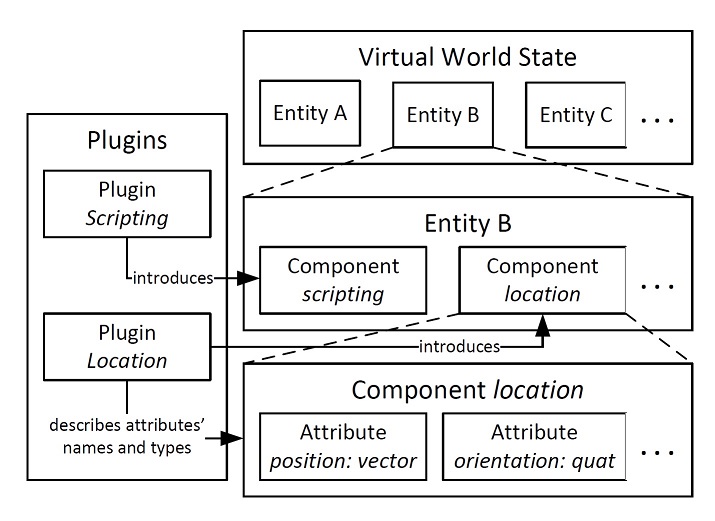 Virtual World State
Entity A
Entity B
Entity C
...
Plugins
Plugin
Scripting
introduces
Plugin
Location
introduces
describes attributes'
names and types
Entity B
Component
scripting
Component
location
...
Component location
Attribute
position: vector
Attribute
orientation: quat
...